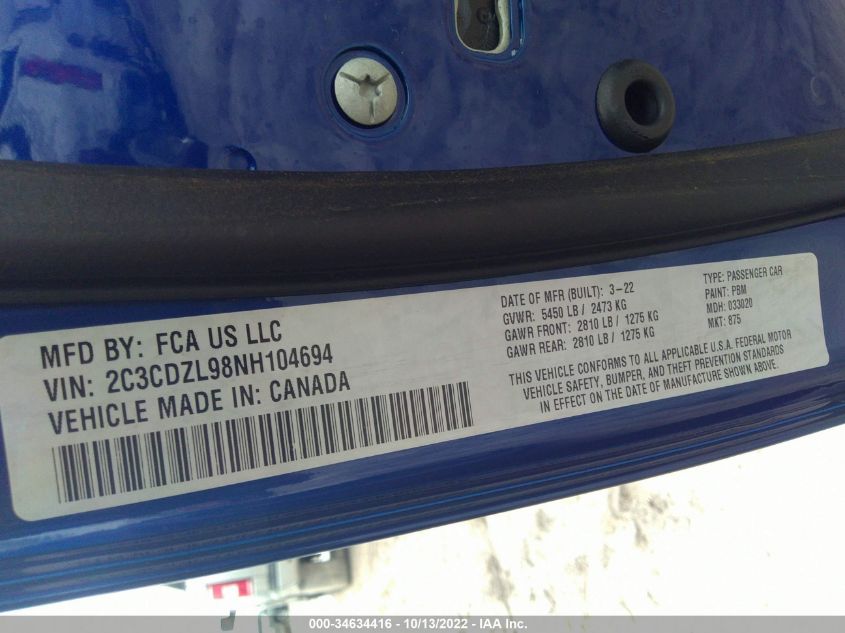 MFD BY: FCA US LLC
VIN: 2C3CDZL98NH104694
VEHICLE MADE IN: CANADA
DATE OF MFR (BUILT): 3-22
GVWR: 5450 LB / 2473 KG
GAWR FRONT: 2810 LB / 1275 KG
GAWR REAR: 2810 LB / 1275 KG
TYPE: PASSENGER CAR
PAINT: PBM
MDH: 033020
MKT: 875
THIS VEHICLE CONFORMS TO ALL APPLICABLE U.S.A. FEDERAL MOTOR
VEHICLE SAFETY, BUMPER, AND THEFT PREVENTION STANDARDS
IN EFFECT ON THE DATE OF MANUFACTURE SHOWN ABOVE.
000-34634416 - 10/13/2022 - IAA Inc.